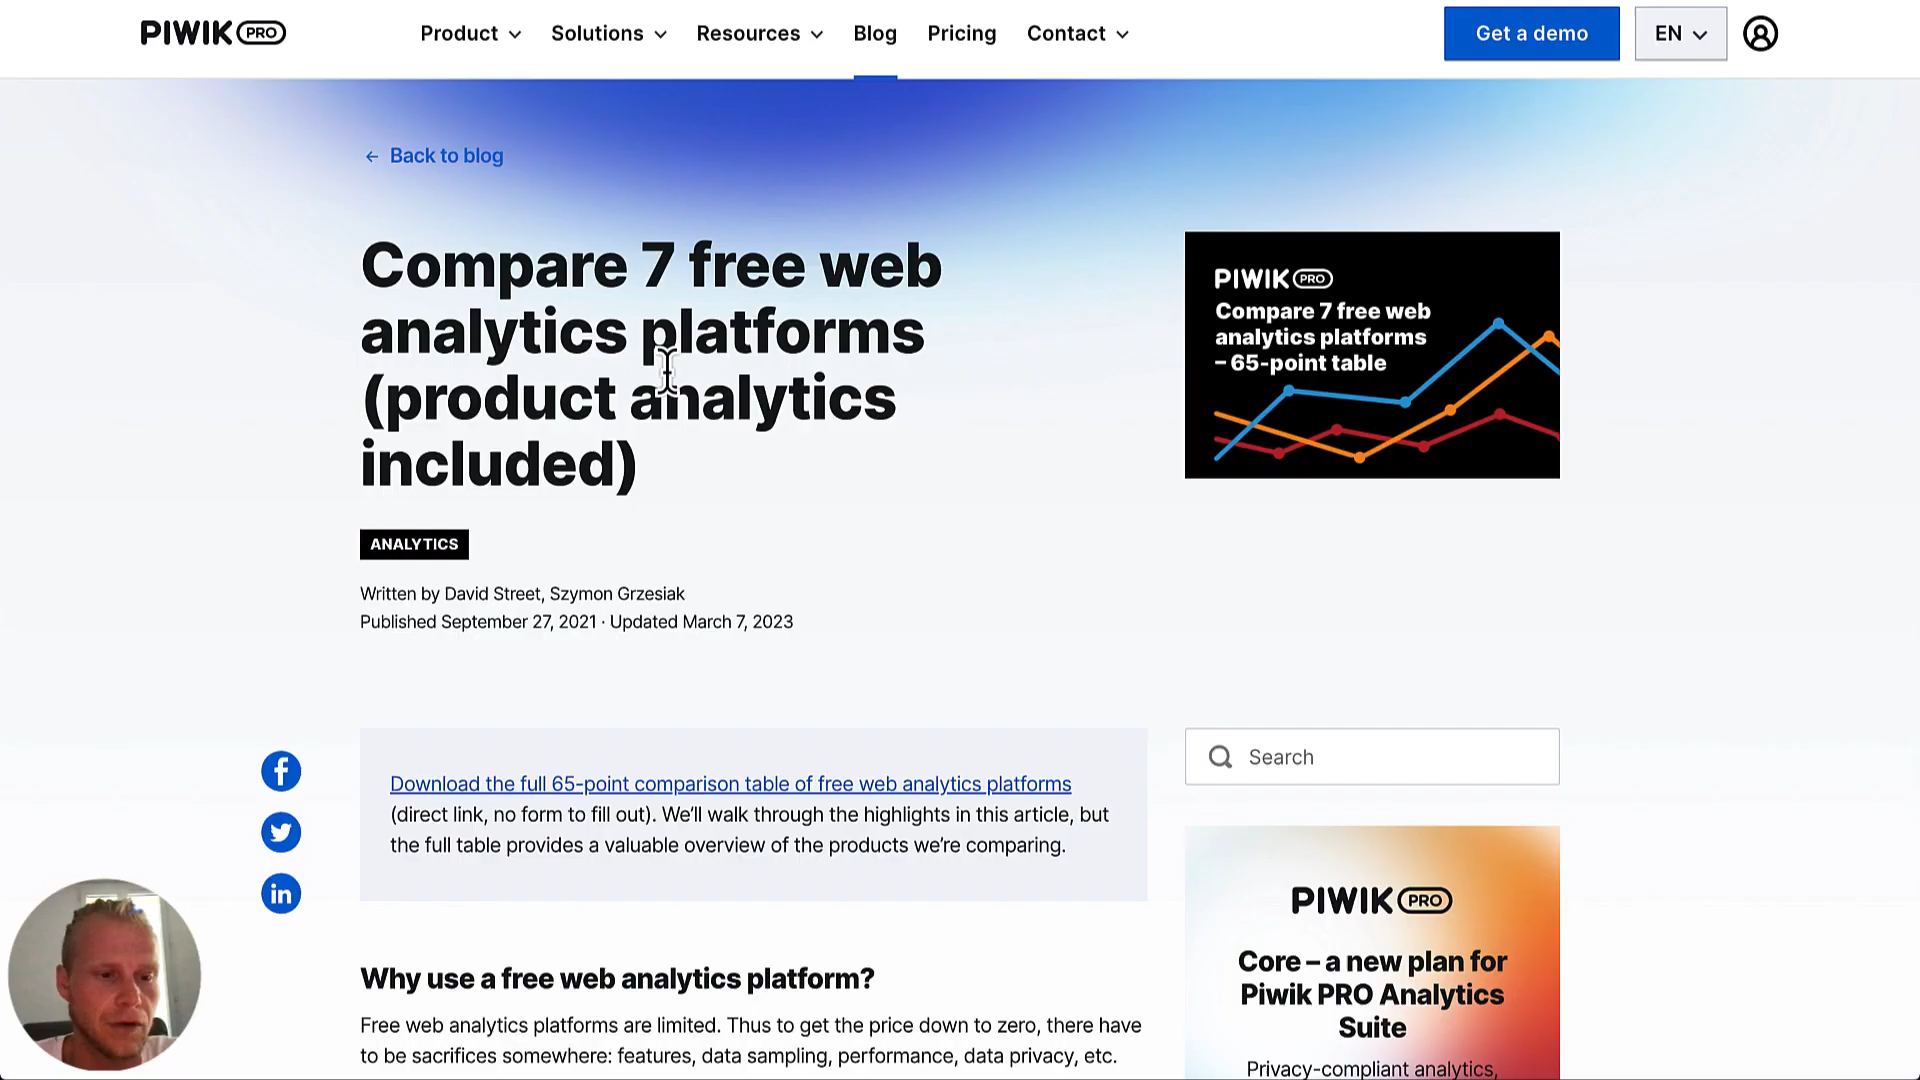 PIWIK PRO
Product
Solutions
Resources
Blog
Pricing
Contact
Get a demo
EN
← Back to blog
Compare 7 free web
analytics platforms
(product analytics
included)
PIWIK PRO
Compare 7 free web
analytics platforms
– 65-point table
ANALYTICS
Written by David Street, Szymon Grzesiak
Published September 27, 2021 · Updated March 7, 2023
Download the full 65-point comparison table of free web analytics platforms
(direct link, no form to fill out). We’ll walk through the highlights in this article, but
the full table provides a valuable overview of the products we’re comparing.
Search
Why use a free web analytics platform?
Free web analytics platforms are limited. Thus to get the price down to zero, there have
to be sacrifices somewhere: features, data sampling, performance, data privacy, etc.
PIWIK PRO
Core – a new plan for
Piwik PRO Analytics
Suite
Privacy-compliant analytics,